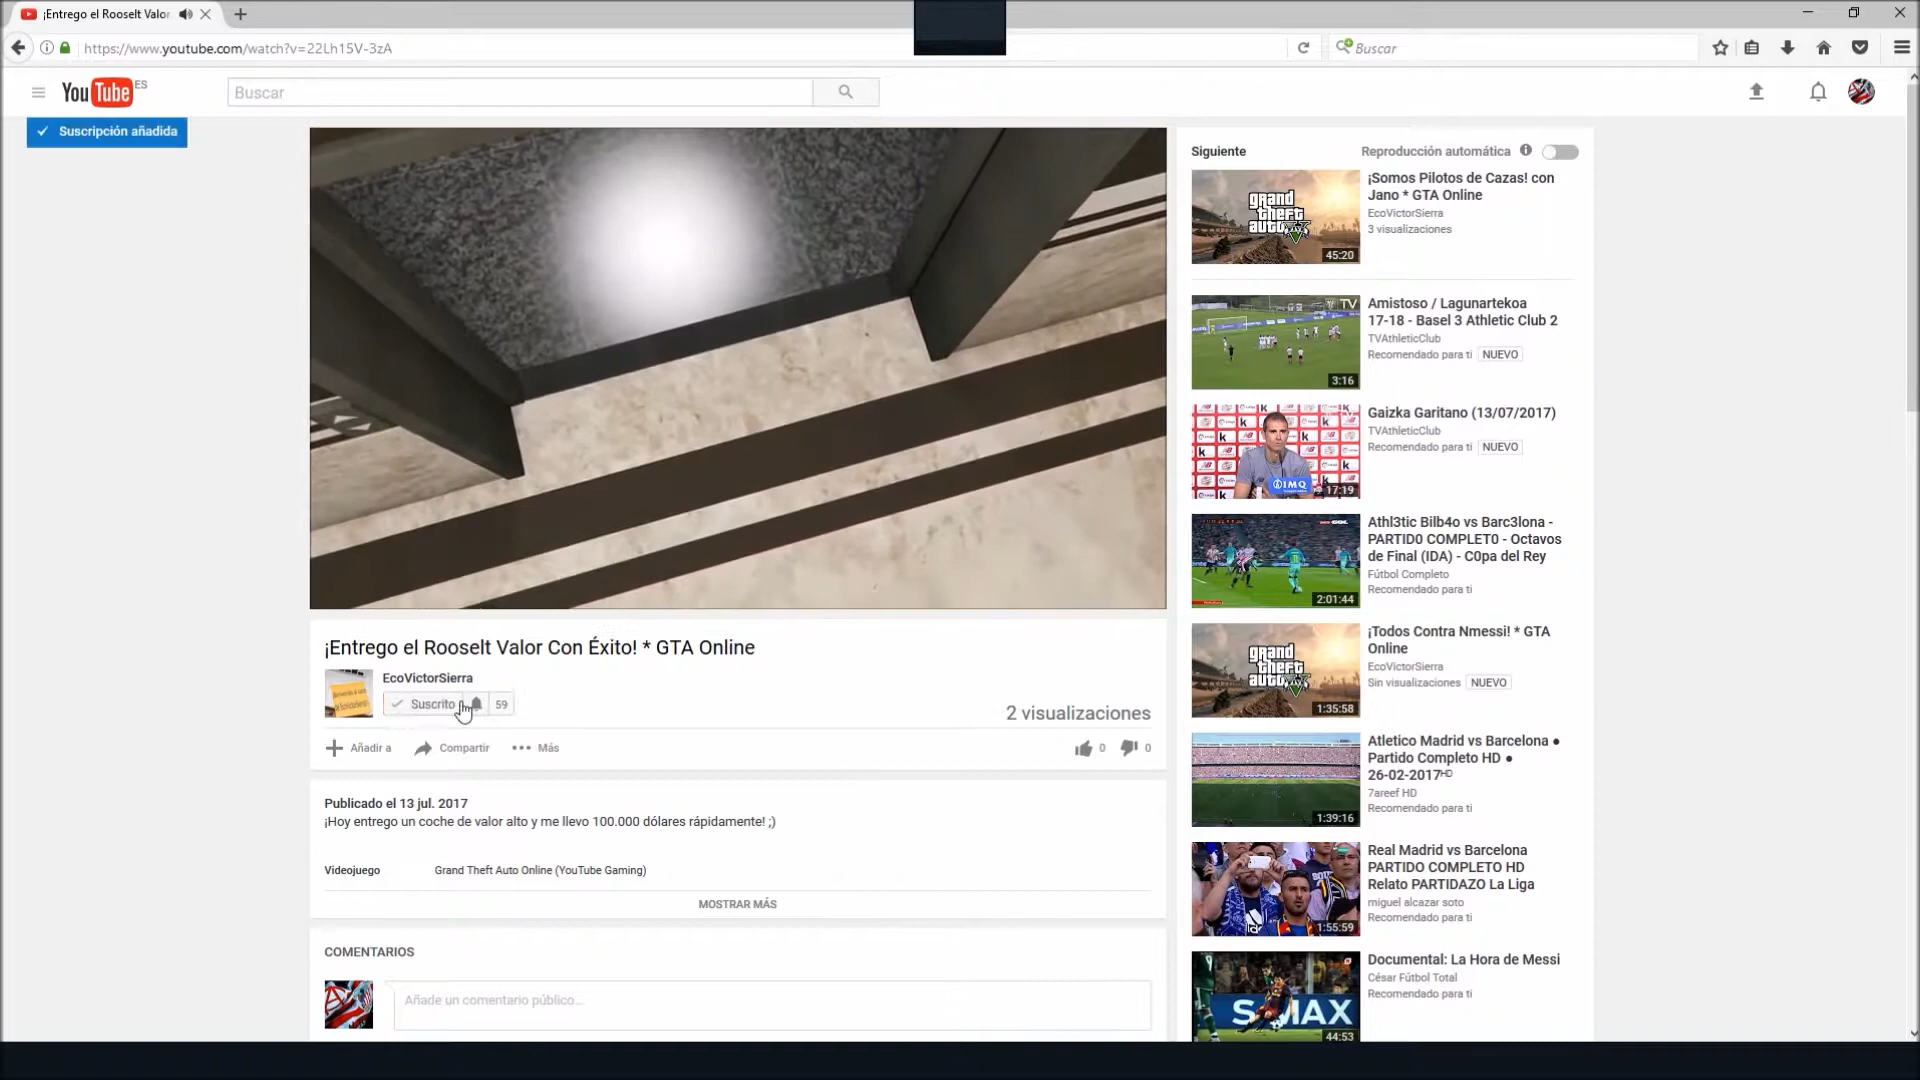 ¡Entrego el Rooselt Valor
https://www.youtube.com/watch?v=22Lh15V-3zA
Buscar
YouTube ES
Buscar
Suscripción añadida
¡Entrego el Rooselt Valor Con Éxito! * GTA Online
EcoVictorSierra
Suscrito
59
2 visualizaciones
Añadir a
Compartir
Más
0
0
Publicado el 13 jul. 2017
¡Hoy entrego un coche de valor alto y me llevo 100.000 dólares rápidamente! ;)
Videojuego
Grand Theft Auto Online (YouTube Gaming)
MOSTRAR MÁS
COMENTARIOS
Añade un comentario público...
Siguiente
Reproducción automática
grand
theft
auto V
45:20
¡Somos Pilotos de Cazas! con
Jano * GTA Online
EcoVictorSierra
3 visualizaciones
TV
3:16
Amistoso / Lagunartekoa
17-18 - Basel 3 Athletic Club 2
TVAthleticClub
Recomendado para ti NUEVO
IMQ
17:19
Gaizka Garitano (13/07/2017)
TVAthleticClub
Recomendado para ti NUEVO
2:01:44
Athl3tic Bilb4o vs Barc3lona -
PARTID0 COMPLET0 - Octavos
de Final (IDA) - C0pa del Rey
Fútbol Completo
Recomendado para ti
grand
theft
auto V
1:35:58
¡Todos Contra Nmessi! * GTA
Online
EcoVictorSierra
Sin visualizaciones NUEVO
1:39:16
Atletico Madrid vs Barcelona ●
Partido Completo HD ●
26-02-2017ᴴᴰ
7areef HD
Recomendado para ti
1:55:59
Real Madrid vs Barcelona
PARTIDO COMPLETO HD
Relato PARTIDAZO La Liga
miguel alcazar soto
Recomendado para ti
44:53
Documental: La Hora de Messi
César Fútbol Total
Recomendado para ti